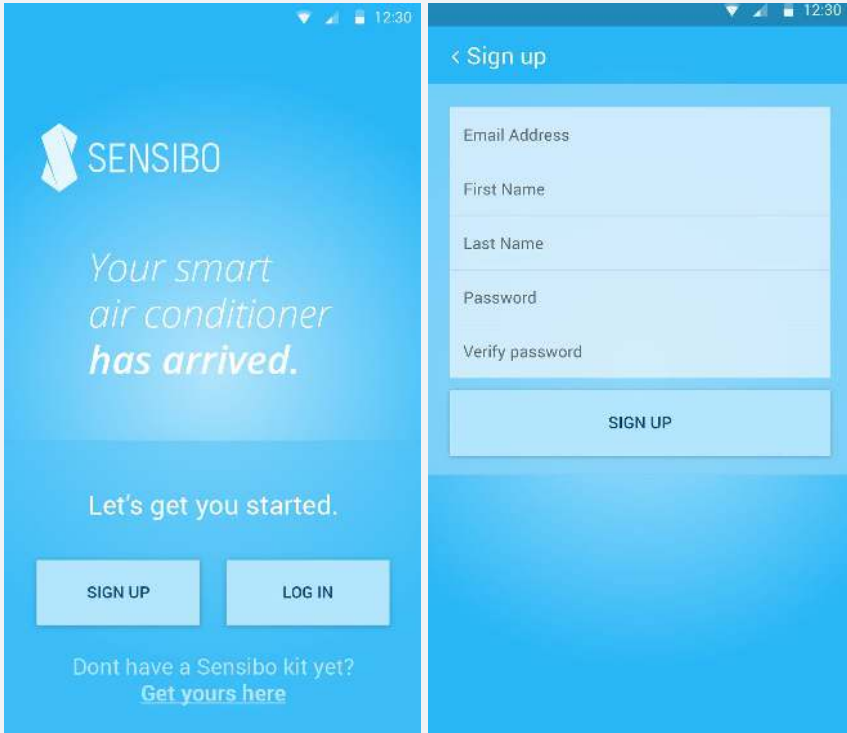 12:30
SENSIBO
Your smart
air conditioner
has arrived.
Let's get you started.
SIGN UP
LOG IN
Dont have a Sensibo kit yet?
Get yours here
12:30
< Sign up
Email Address
First Name
Last Name
Password
Verify password
SIGN UP